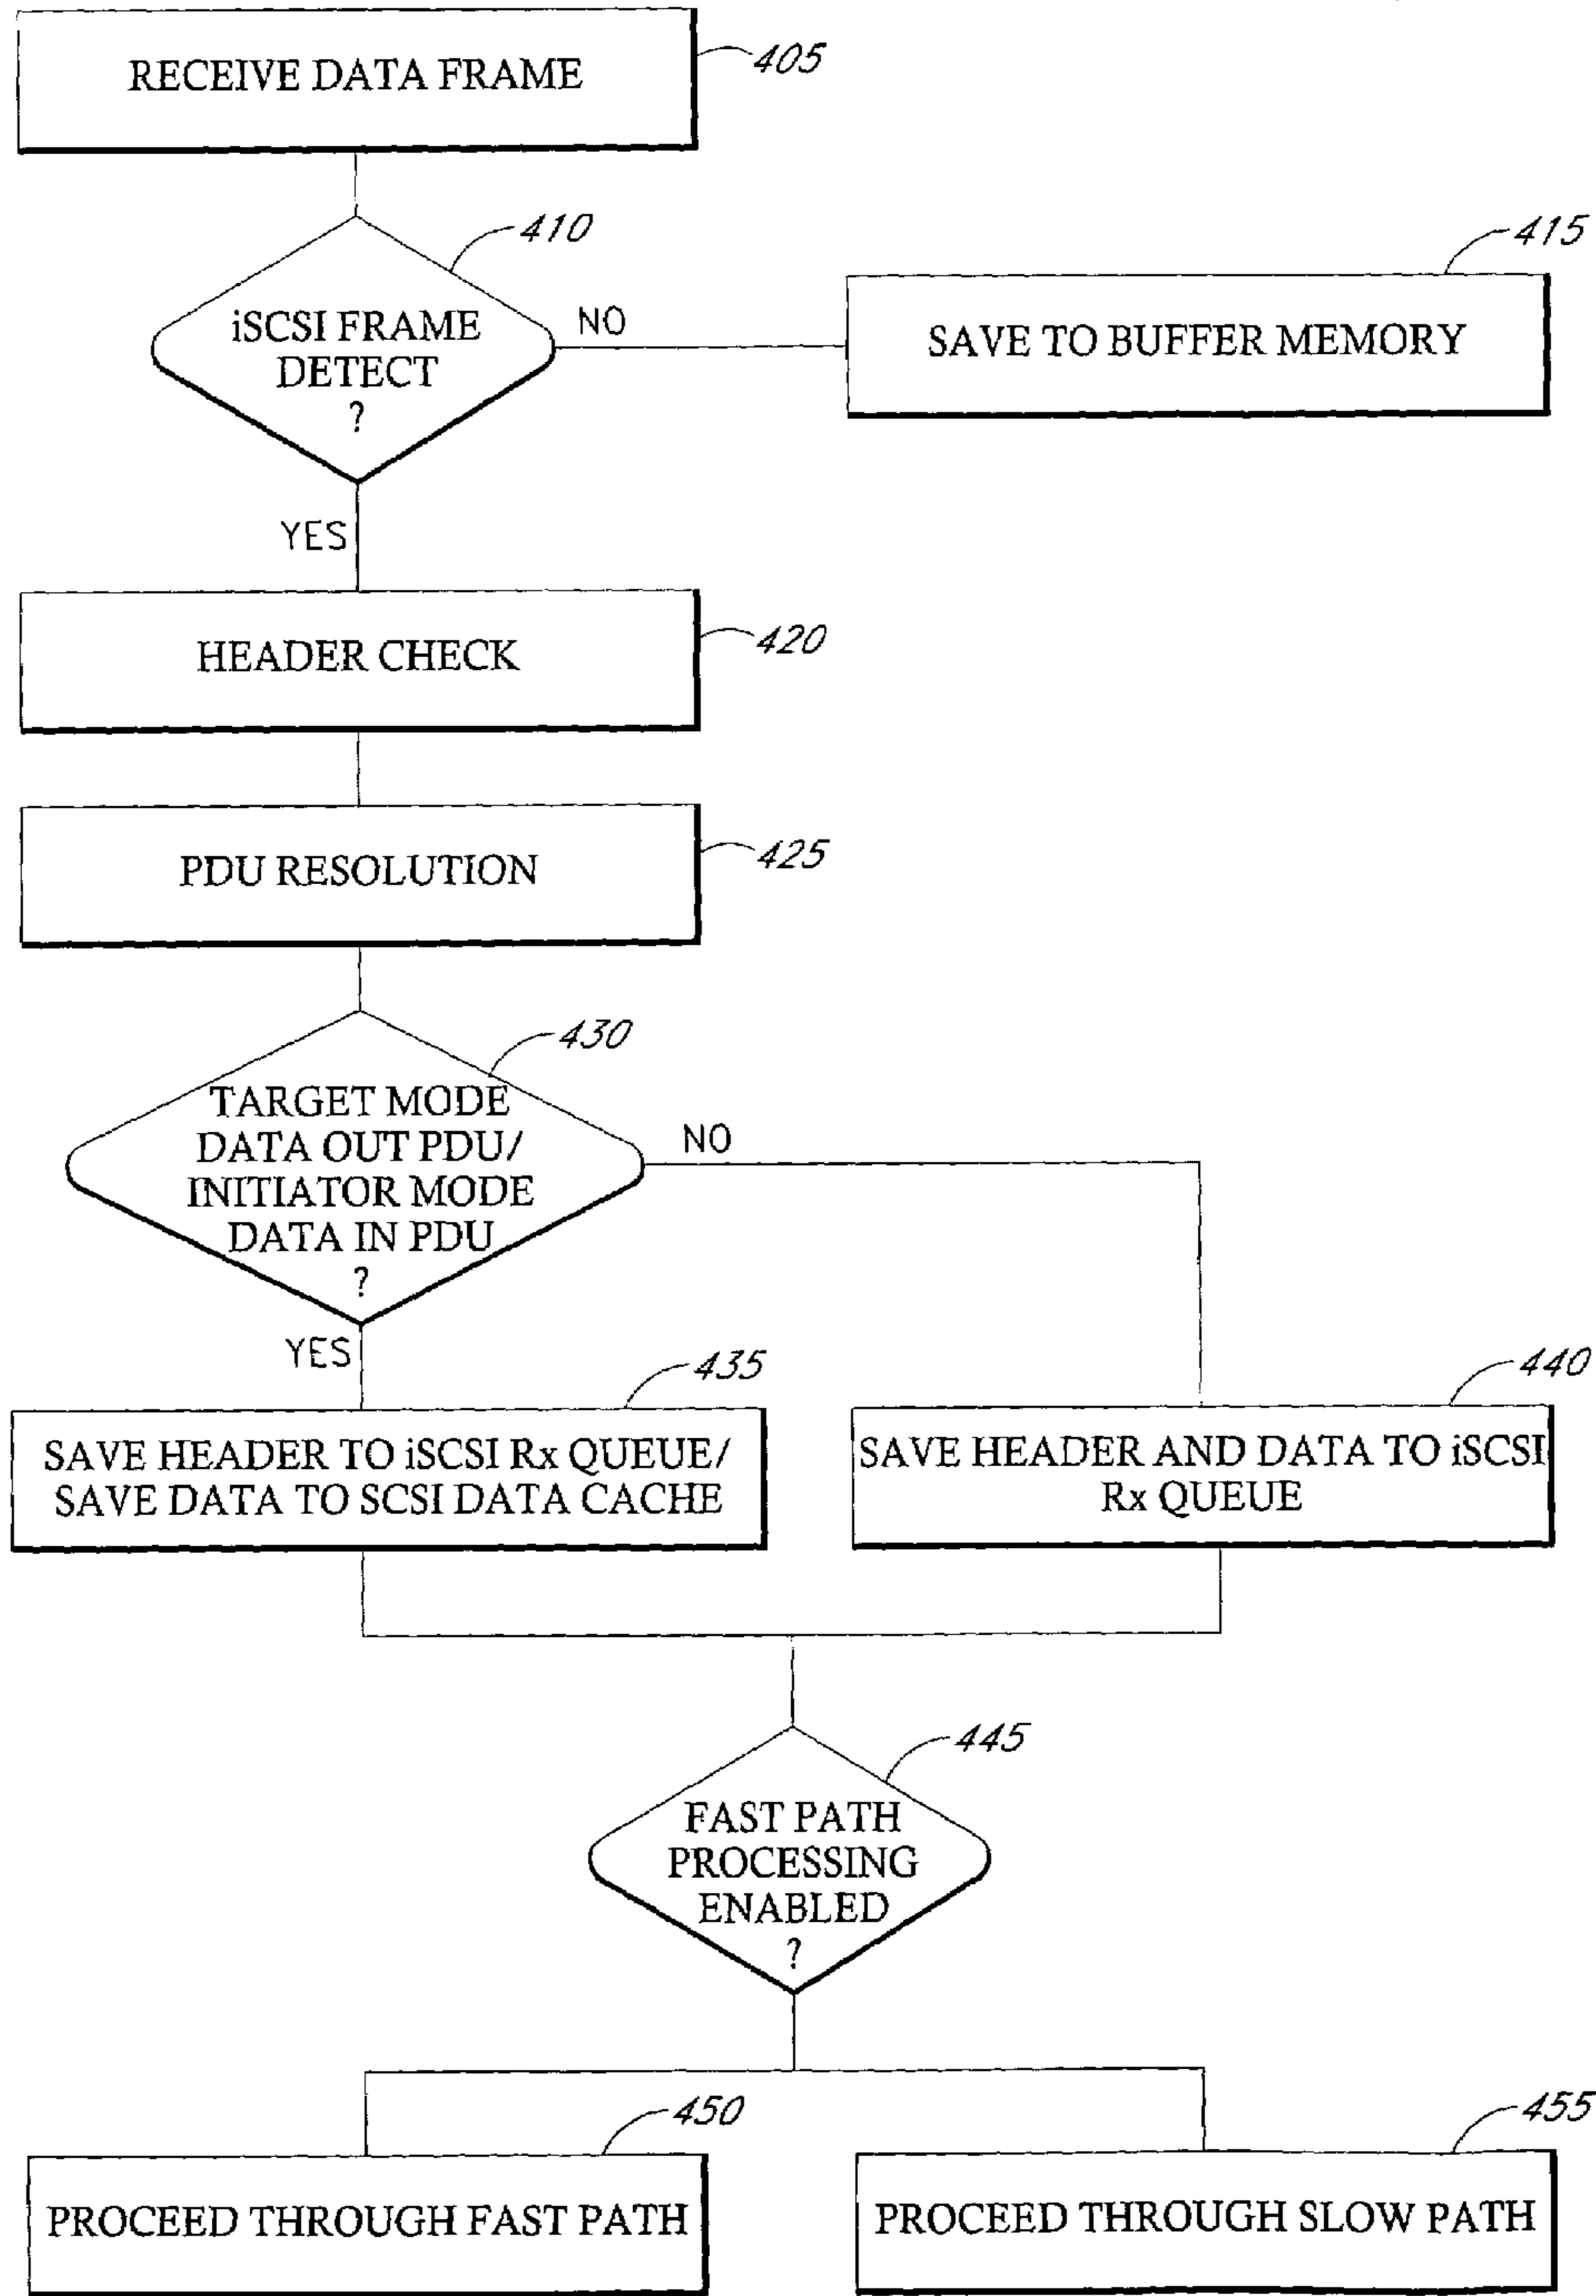 RECEIVE DATA FRAME
405
410
iSCSI FRAME
DETECT
?
NO
415
SAVE TO BUFFER MEMORY
YES
HEADER CHECK
420
PDU RESOLUTION
425
430
TARGET MODE
DATA OUT PDU/
INITIATOR MODE
DATA IN PDU
?
NO
YES
435
SAVE HEADER TO iSCSI Rx QUEUE/
SAVE DATA TO SCSI DATA CACHE
440
SAVE HEADER AND DATA TO iSCSI
Rx QUEUE
445
FAST PATH
PROCESSING
ENABLED
?
450
PROCEED THROUGH FAST PATH
455
PROCEED THROUGH SLOW PATH